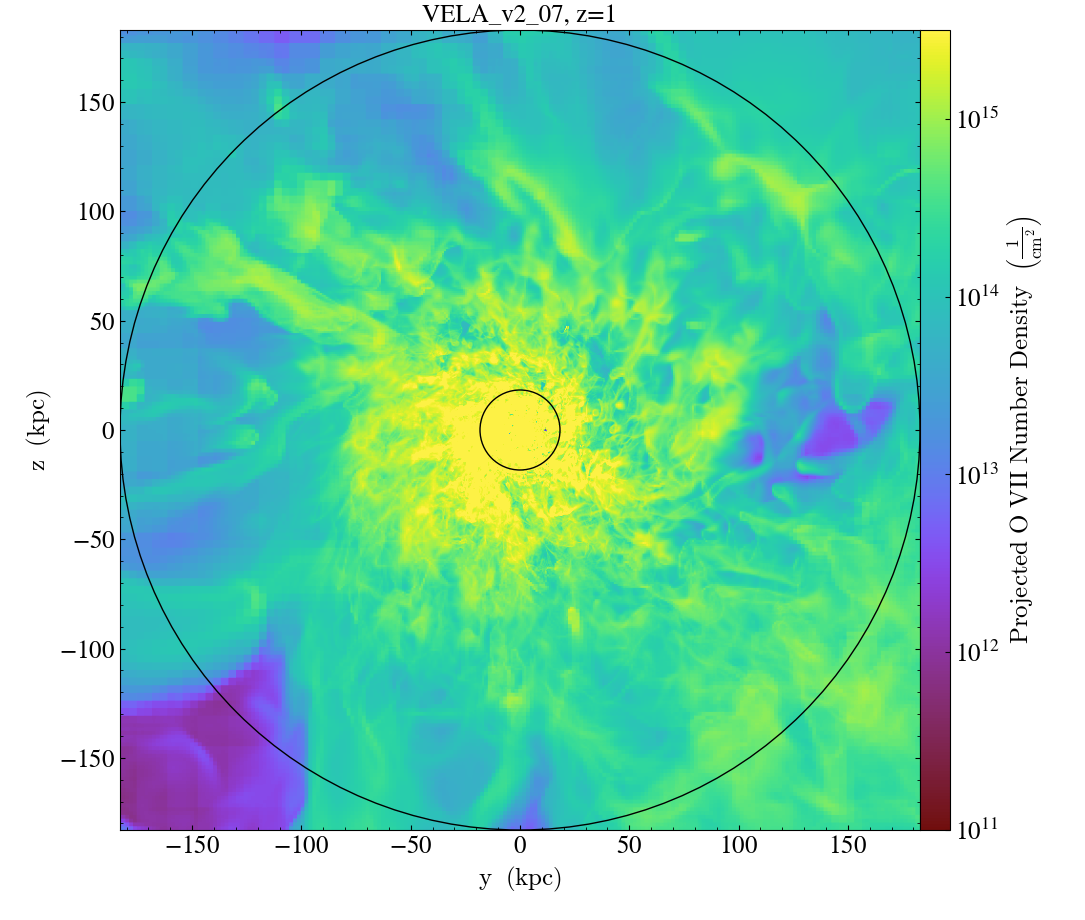 VELA_v2_07, z=1
150
100
50
0
−50
−100
−150
z (kpc)
−150 −100 −50 0 50 100 150
y (kpc)
10^15
10^14
10^13
10^12
10^11
Projected O VII Number Density (1/cm^2)